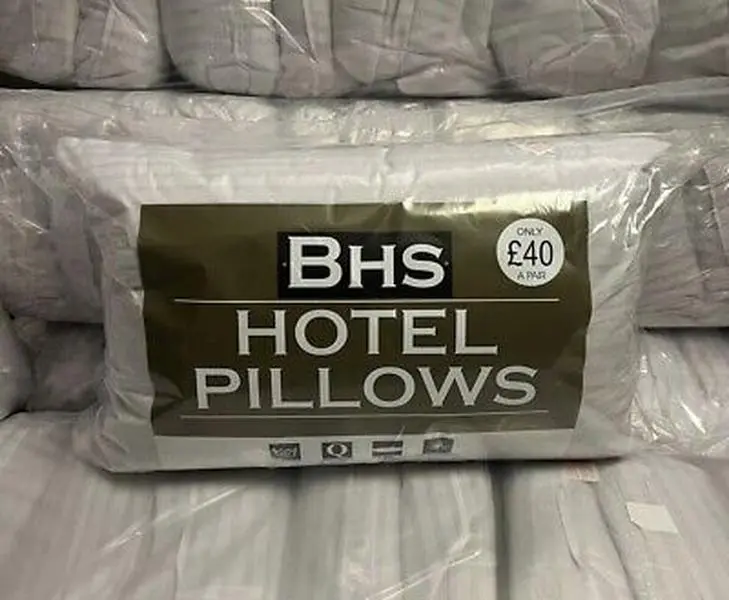 BHS
ONLY
£40
A PAIR
HOTEL
PILLOWS
Q